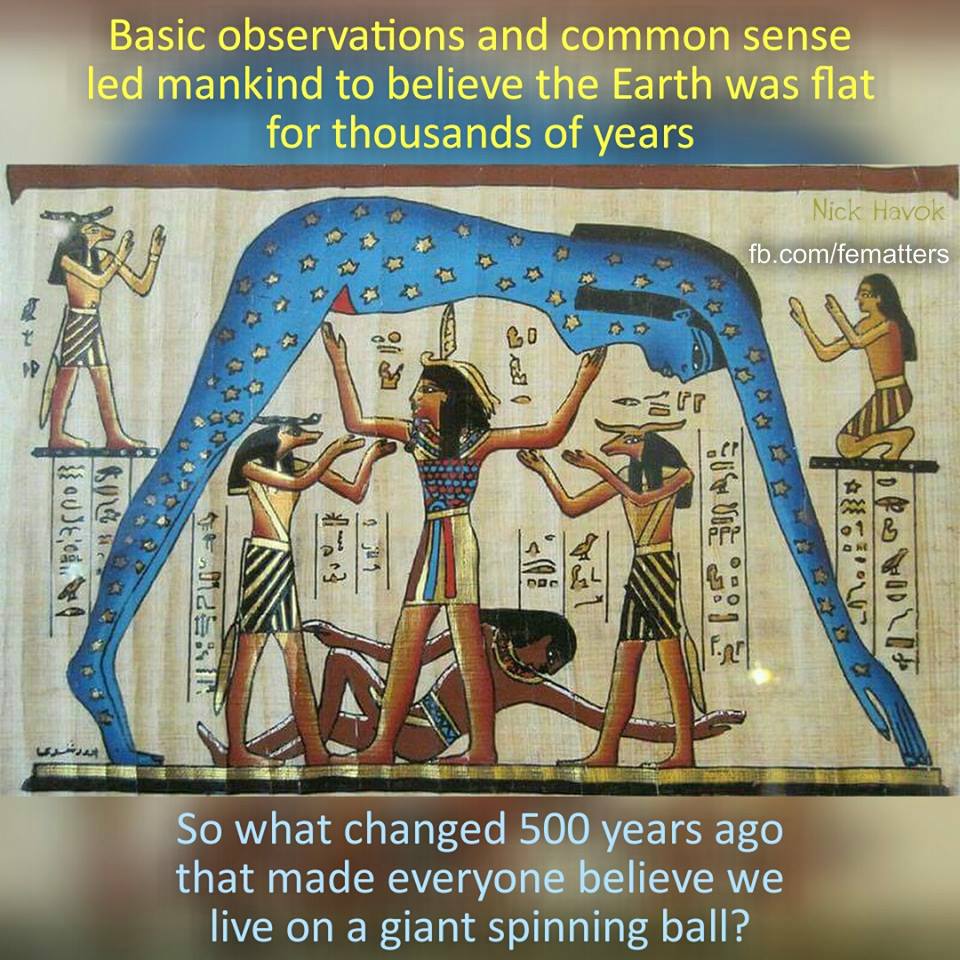 Basic observations and common sense
led mankind to believe the Earth was flat
for thousands of years
Nick Havok
fb.com/fematters
So what changed 500 years ago
that made everyone believe we
live on a giant spinning ball?